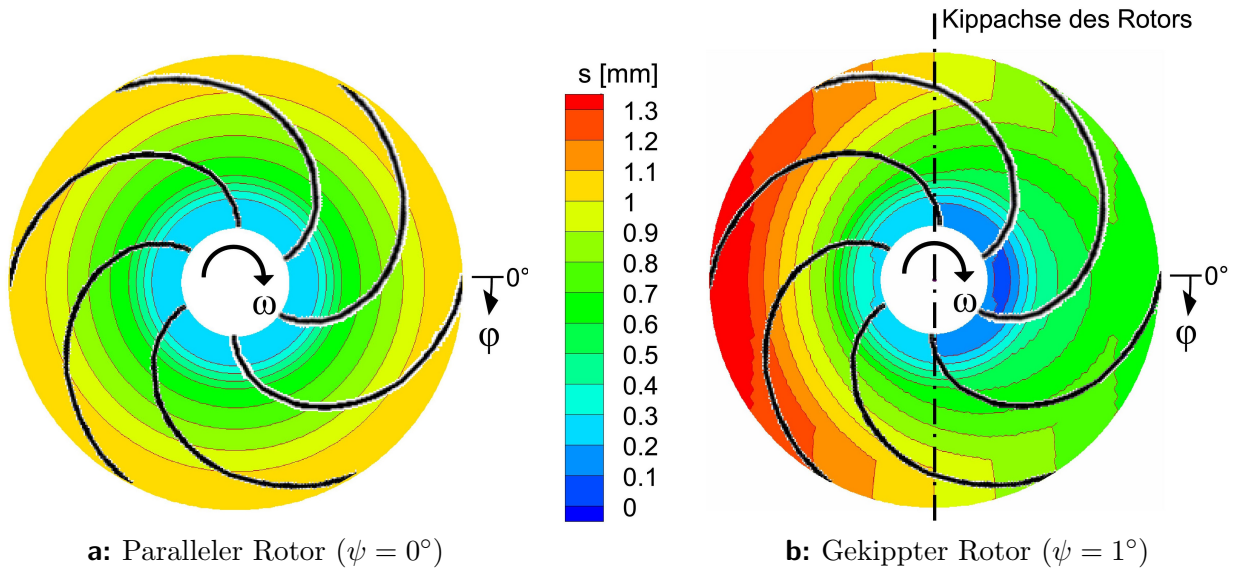 Kippachse des Rotors
s [mm]
1.3
1.2
1.1
1
0.9
0.8
0.7
0.6
0.5
0.4
0.3
0.2
0.1
0
ω
0°
φ
ω
0°
φ
a: Paralleler Rotor (ψ = 0°)
b: Gekippter Rotor (ψ = 1°)